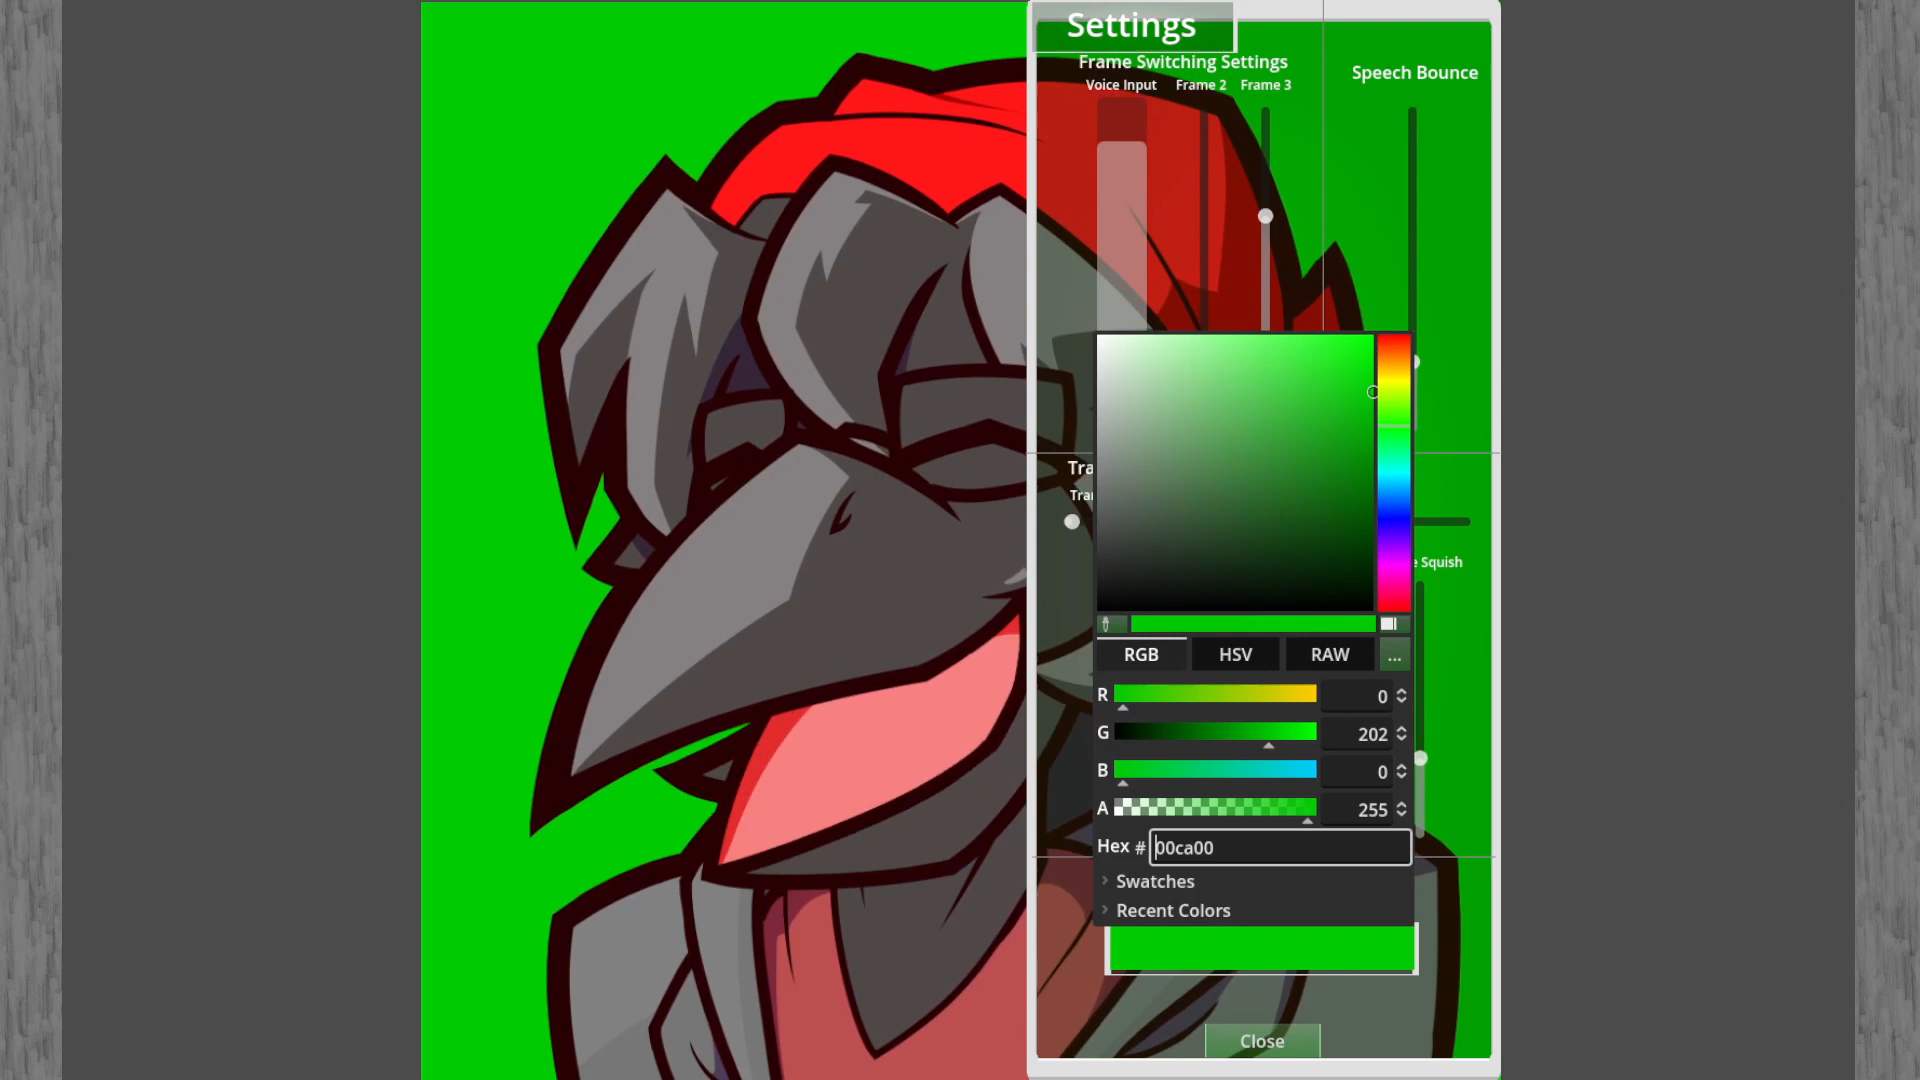 Settings
Frame Switching Settings
Voice Input Frame 2 Frame 3
Speech Bounce
Tra
Tran
e Squish
RGB HSV RAW ...
R 0
G 202
B 0
A 255
Hex # 00ca00
Swatches
Recent Colors
Close